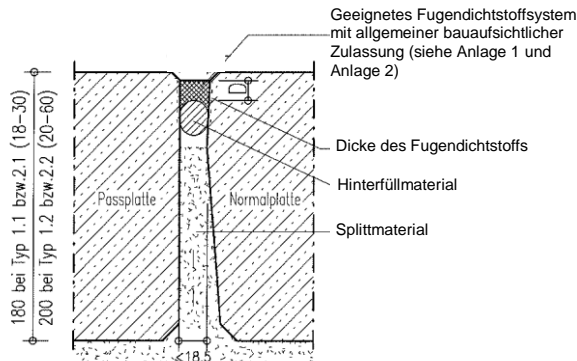 Geeignetes Fugendichtstoffsystem
mit allgemeiner bauaufsichtlicher
Zulassung (siehe Anlage 1 und
Anlage 2)
D
Dicke des Fugendichtstoffs
Hinterfüllmaterial
Passplatte
Normalplatte
Splittmaterial
180 bei Typ 1.1 bzw.2.1 (18-30)
200 bei Typ 1.2 bzw.2.2 (20-60)
<18,5